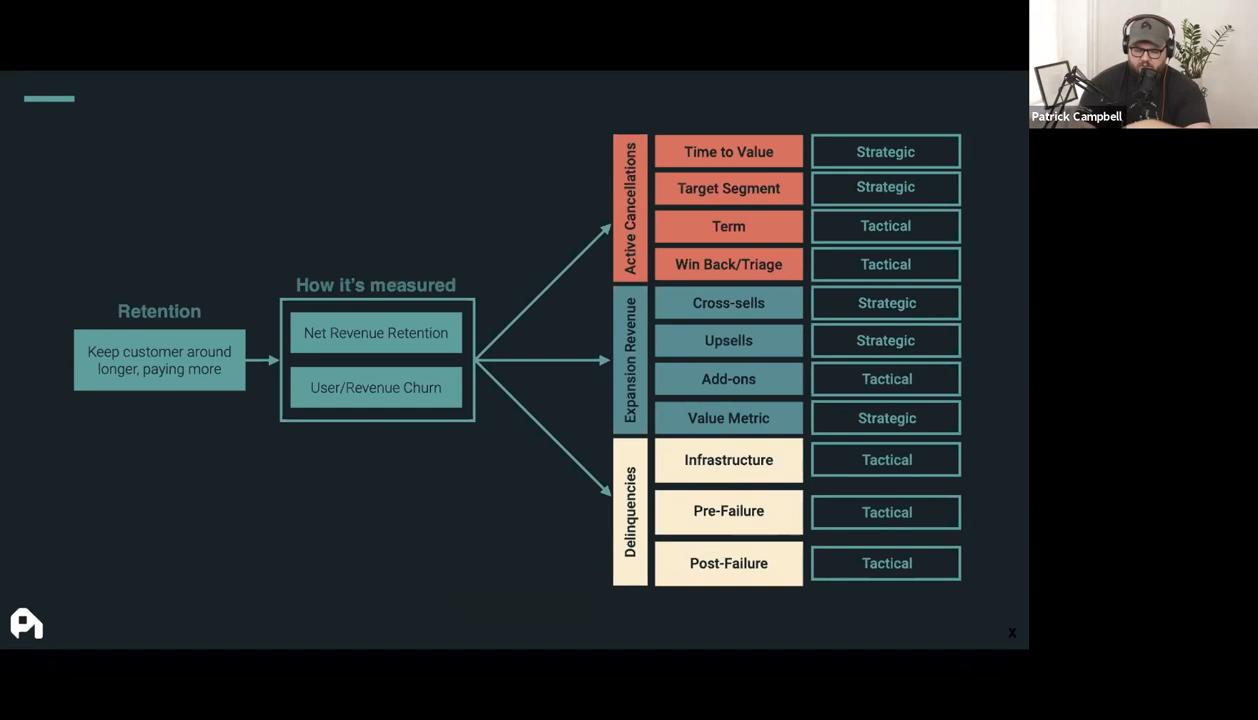 Patrick Campbell
Retention
Keep customer around
longer, paying more
How it's measured
Net Revenue Retention
User/Revenue Churn
Active Cancellations
Time to Value
Strategic
Target Segment
Strategic
Term
Tactical
Win Back/Triage
Tactical
Expansion Revenue
Cross-sells
Strategic
Upsells
Strategic
Add-ons
Tactical
Value Metric
Strategic
Delinquencies
Infrastructure
Tactical
Pre-Failure
Tactical
Post-Failure
Tactical
X